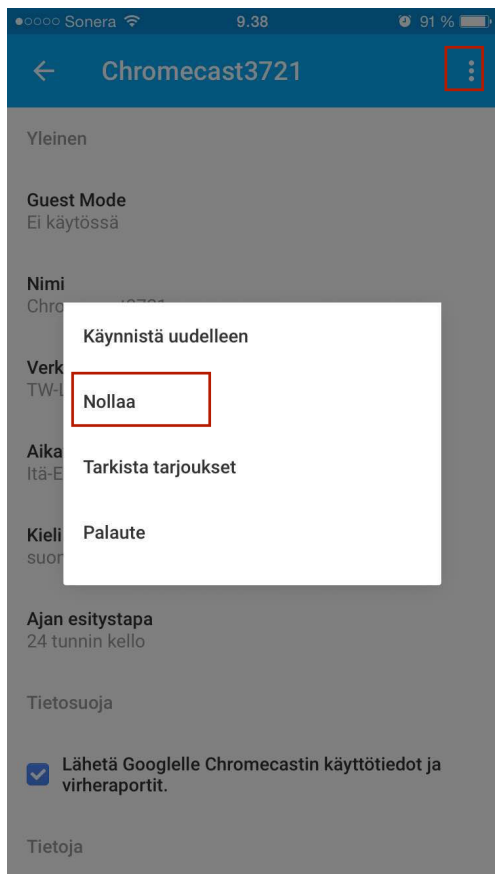 Sonera 9.38 91 %
Chromecast3721
Yleinen
Guest Mode
Ei käytössä
Nimi
Käynnistä uudelleen
Nollaa
Tarkista tarjoukset
Palaute
Ajan esitystapa
24 tunnin kello
Tietosuoja
Lähetä Googlelle Chromecastin käyttötiedot ja
virheraportit.
Tietoja